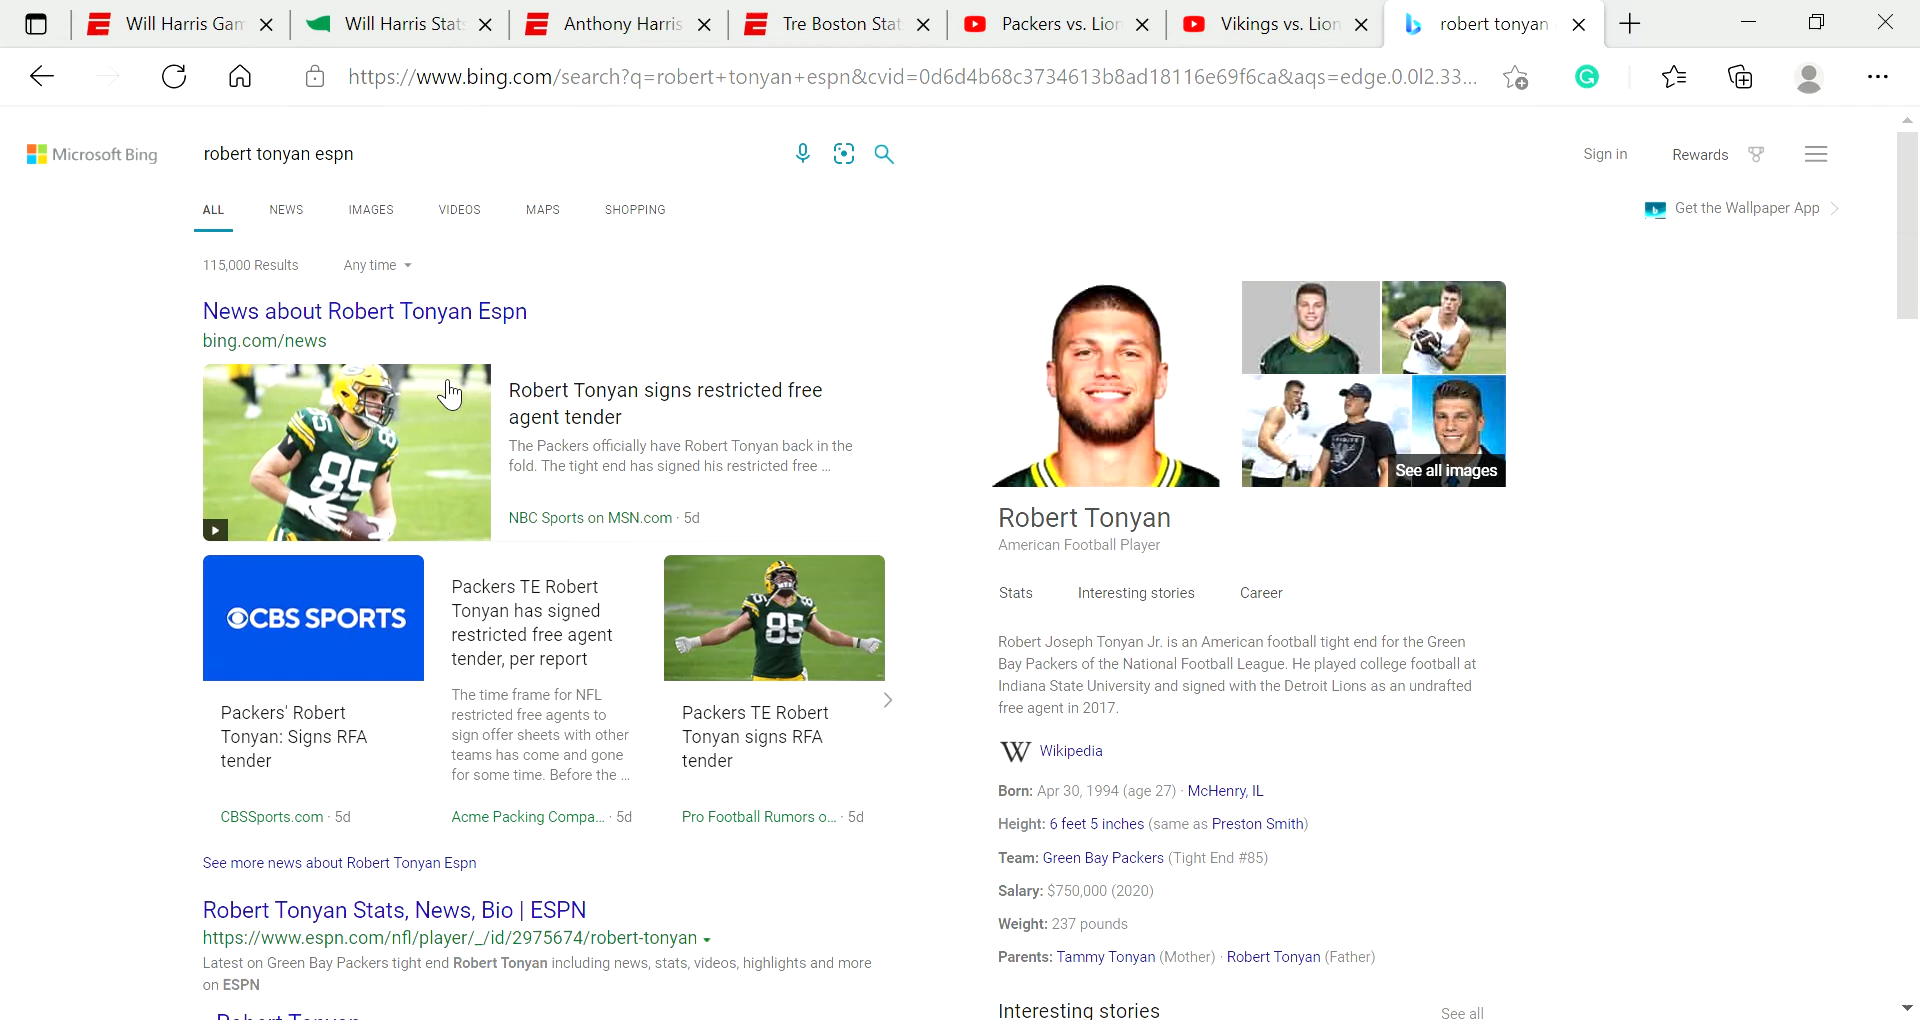 Will Harris Gam
Will Harris Stat
Anthony Harris
Tre Boston Stat
Packers vs. Lion
Vikings vs. Lion
robert tonyan
https://www.bing.com/search?q=robert+tonyan+espn&cvid=0d6d4b68c3734613b8ad18116e69f6ca&aqs=edge.0.0l2.33...
Microsoft Bing
robert tonyan espn
Sign in
Rewards
ALL
NEWS
IMAGES
VIDEOS
MAPS
SHOPPING
Get the Wallpaper App
115,000 Results
Any time
News about Robert Tonyan Espn
bing.com/news
85
Robert Tonyan signs restricted free
agent tender
The Packers officially have Robert Tonyan back in the
fold. The tight end has signed his restricted free ...
NBC Sports on MSN.com · 5d
CBS SPORTS
Packers' Robert
Tonyan: Signs RFA
tender
CBSSports.com · 5d
Packers TE Robert
Tonyan has signed
restricted free agent
tender, per report
The time frame for NFL
restricted free agents to
sign offer sheets with other
teams has come and gone
for some time. Before the ...
Acme Packing Compa... · 5d
85
Packers TE Robert
Tonyan signs RFA
tender
Pro Football Rumors o... · 5d
See more news about Robert Tonyan Espn
Robert Tonyan Stats, News, Bio | ESPN
https://www.espn.com/nfl/player/_/id/2975674/robert-tonyan
Latest on Green Bay Packers tight end Robert Tonyan including news, stats, videos, highlights and more
on ESPN
Robert Tonyan
See all images
Robert Tonyan
American Football Player
Stats
Interesting stories
Career
Robert Joseph Tonyan Jr. is an American football tight end for the Green
Bay Packers of the National Football League. He played college football at
Indiana State University and signed with the Detroit Lions as an undrafted
free agent in 2017.
W Wikipedia
Born: Apr 30, 1994 (age 27) · McHenry, IL
Height: 6 feet 5 inches (same as Preston Smith)
Team: Green Bay Packers (Tight End #85)
Salary: $750,000 (2020)
Weight: 237 pounds
Parents: Tammy Tonyan (Mother) · Robert Tonyan (Father)
Interesting stories
See all